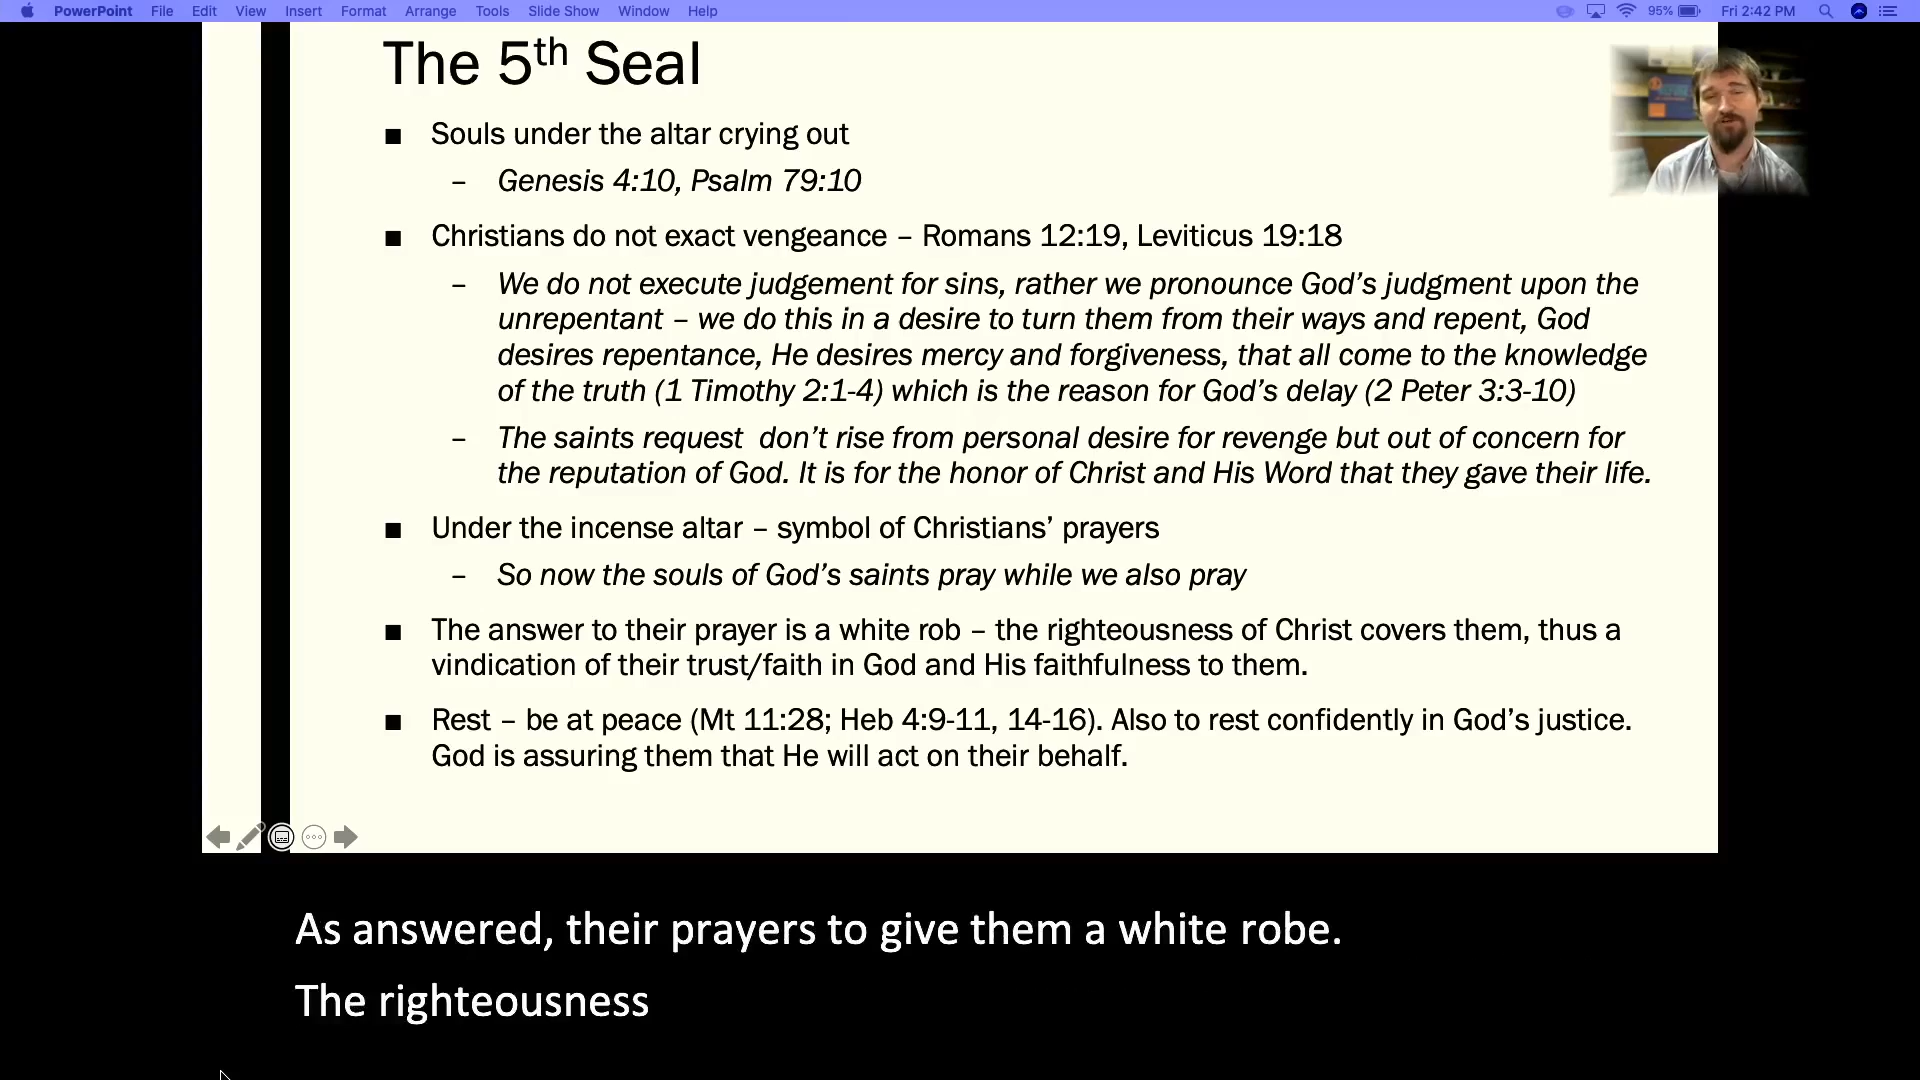 PowerPoint File Edit View Insert Format Arrange Tools Slide Show Window Help 95% Fri 2:42 PM
The 5th Seal
■ Souls under the altar crying out
– Genesis 4:10, Psalm 79:10
■ Christians do not exact vengeance – Romans 12:19, Leviticus 19:18
– We do not execute judgement for sins, rather we pronounce God’s judgment upon the
unrepentant – we do this in a desire to turn them from their ways and repent, God
desires repentance, He desires mercy and forgiveness, that all come to the knowledge
of the truth (1 Timothy 2:1-4) which is the reason for God’s delay (2 Peter 3:3-10)
– The saints request don’t rise from personal desire for revenge but out of concern for
the reputation of God. It is for the honor of Christ and His Word that they gave their life.
■ Under the incense altar – symbol of Christians’ prayers
– So now the souls of God’s saints pray while we also pray
■ The answer to their prayer is a white rob – the righteousness of Christ covers them, thus a
vindication of their trust/faith in God and His faithfulness to them.
■ Rest – be at peace (Mt 11:28; Heb 4:9-11, 14-16). Also to rest confidently in God’s justice.
God is assuring them that He will act on their behalf.
As answered, their prayers to give them a white robe.
The righteousness